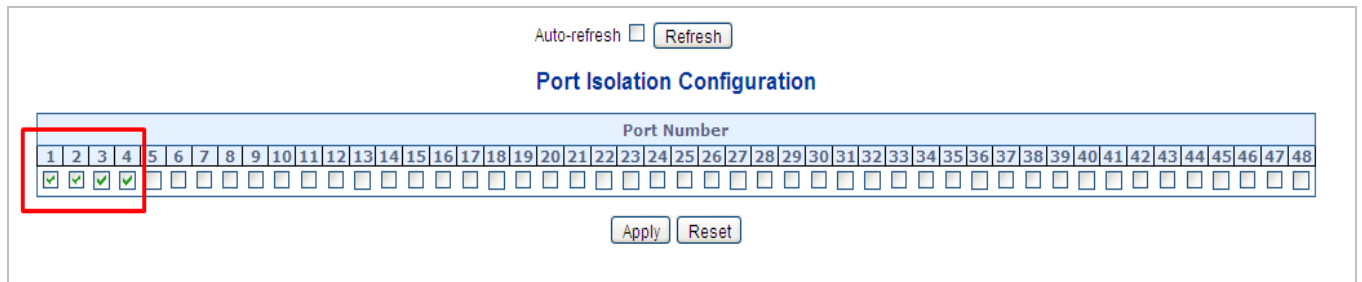 Auto-refresh Refresh
Port Isolation Configuration
Port Number
1 2 3 4 5 6 7 8 9 10 11 12 13 14 15 16 17 18 19 20 21 22 23 24 25 26 27 28 29 30 31 32 33 34 35 36 37 38 39 40 41 42 43 44 45 46 47 48
Apply Reset